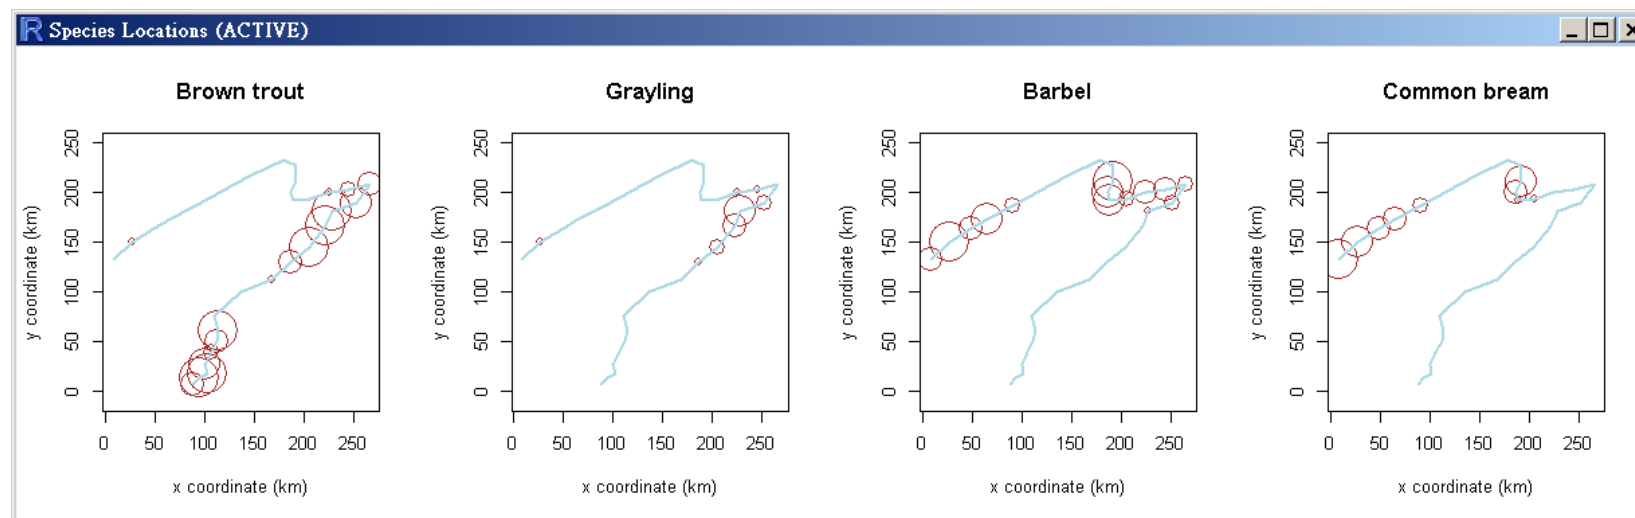 R Species Locations (ACTIVE)
Brown trout
250
200
150
100
50
0
y coordinate (km)
0 50 100 150 200 250
x coordinate (km)
Grayling
250
200
150
100
50
0
y coordinate (km)
0 50 100 150 200 250
x coordinate (km)
Barbel
250
200
150
100
50
0
y coordinate (km)
0 50 100 150 200 250
x coordinate (km)
Common bream
250
200
150
100
50
0
y coordinate (km)
0 50 100 150 200 250
x coordinate (km)